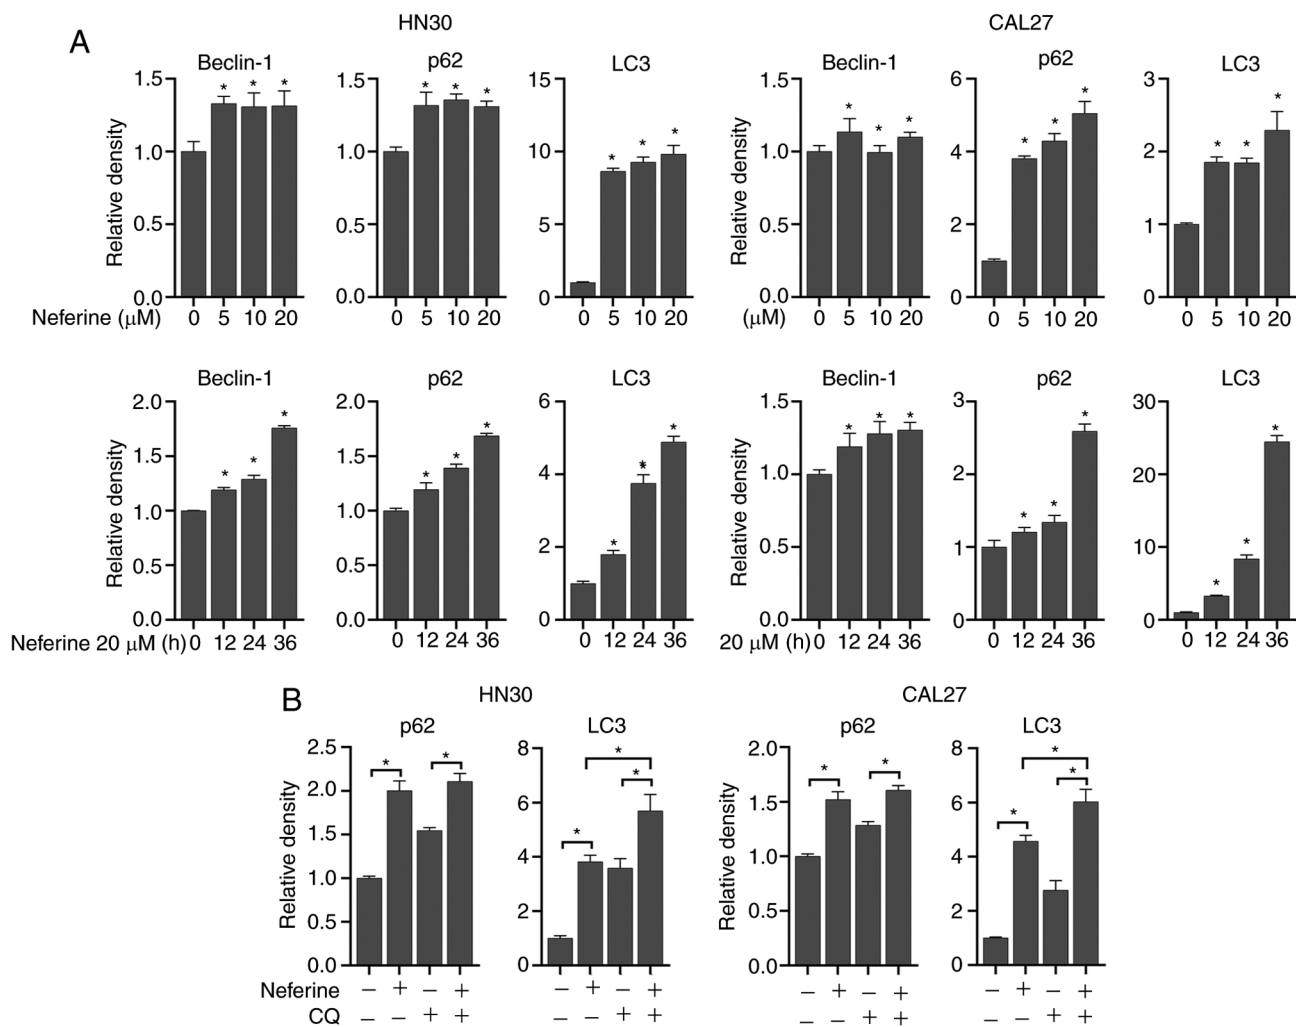 A
HN30
CAL27
Beclin-1
p62
LC3
Beclin-1
p62
LC3
Relative density
1.5
1.0
0.5
0.0
1.5
1.0
0.5
0.0
15
10
5
0
Relative density
1.5
1.0
0.5
0.0
6
4
2
0
3
2
1
0
* * *
* * *
* * *
* * *
* * *
* * *
Neferine (μM) 0 5 10 20
0 5 10 20
0 5 10 20
(μM) 0 5 10 20
0 5 10 20
0 5 10 20
Beclin-1
p62
LC3
Beclin-1
p62
LC3
Relative density
2.0
1.5
1.0
0.5
0.0
2.0
1.5
1.0
0.5
0.0
6
4
2
0
Relative density
1.5
1.0
0.5
0.0
3
2
1
0
30
20
10
0
* * *
* * *
* * *
* * *
* * *
* * *
Neferine 20 μM (h) 0 12 24 36
0 12 24 36
0 12 24 36
20 μM (h) 0 12 24 36
0 12 24 36
0 12 24 36
B
HN30
CAL27
p62
LC3
p62
LC3
Relative density
2.5
2.0
1.5
1.0
0.5
0.0
8
6
4
2
0
Relative density
2.0
1.5
1.0
0.5
0.0
8
6
4
2
0
* *
* * *
* *
* * *
Neferine − + − +
− + − +
− + − +
− + − +
CQ − − + +
− − + +
− − + +
− − + +